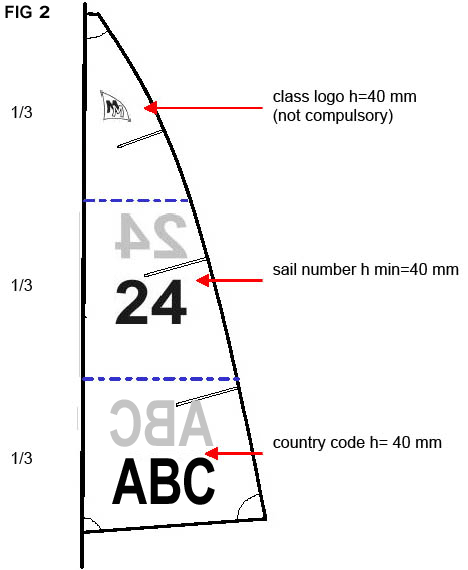 FIG 2
class logo h=40 mm
(not compulsory)
1/3
24
sail number h min=40 mm
1/3
24
ABC
country code h= 40 mm
1/3
ABC